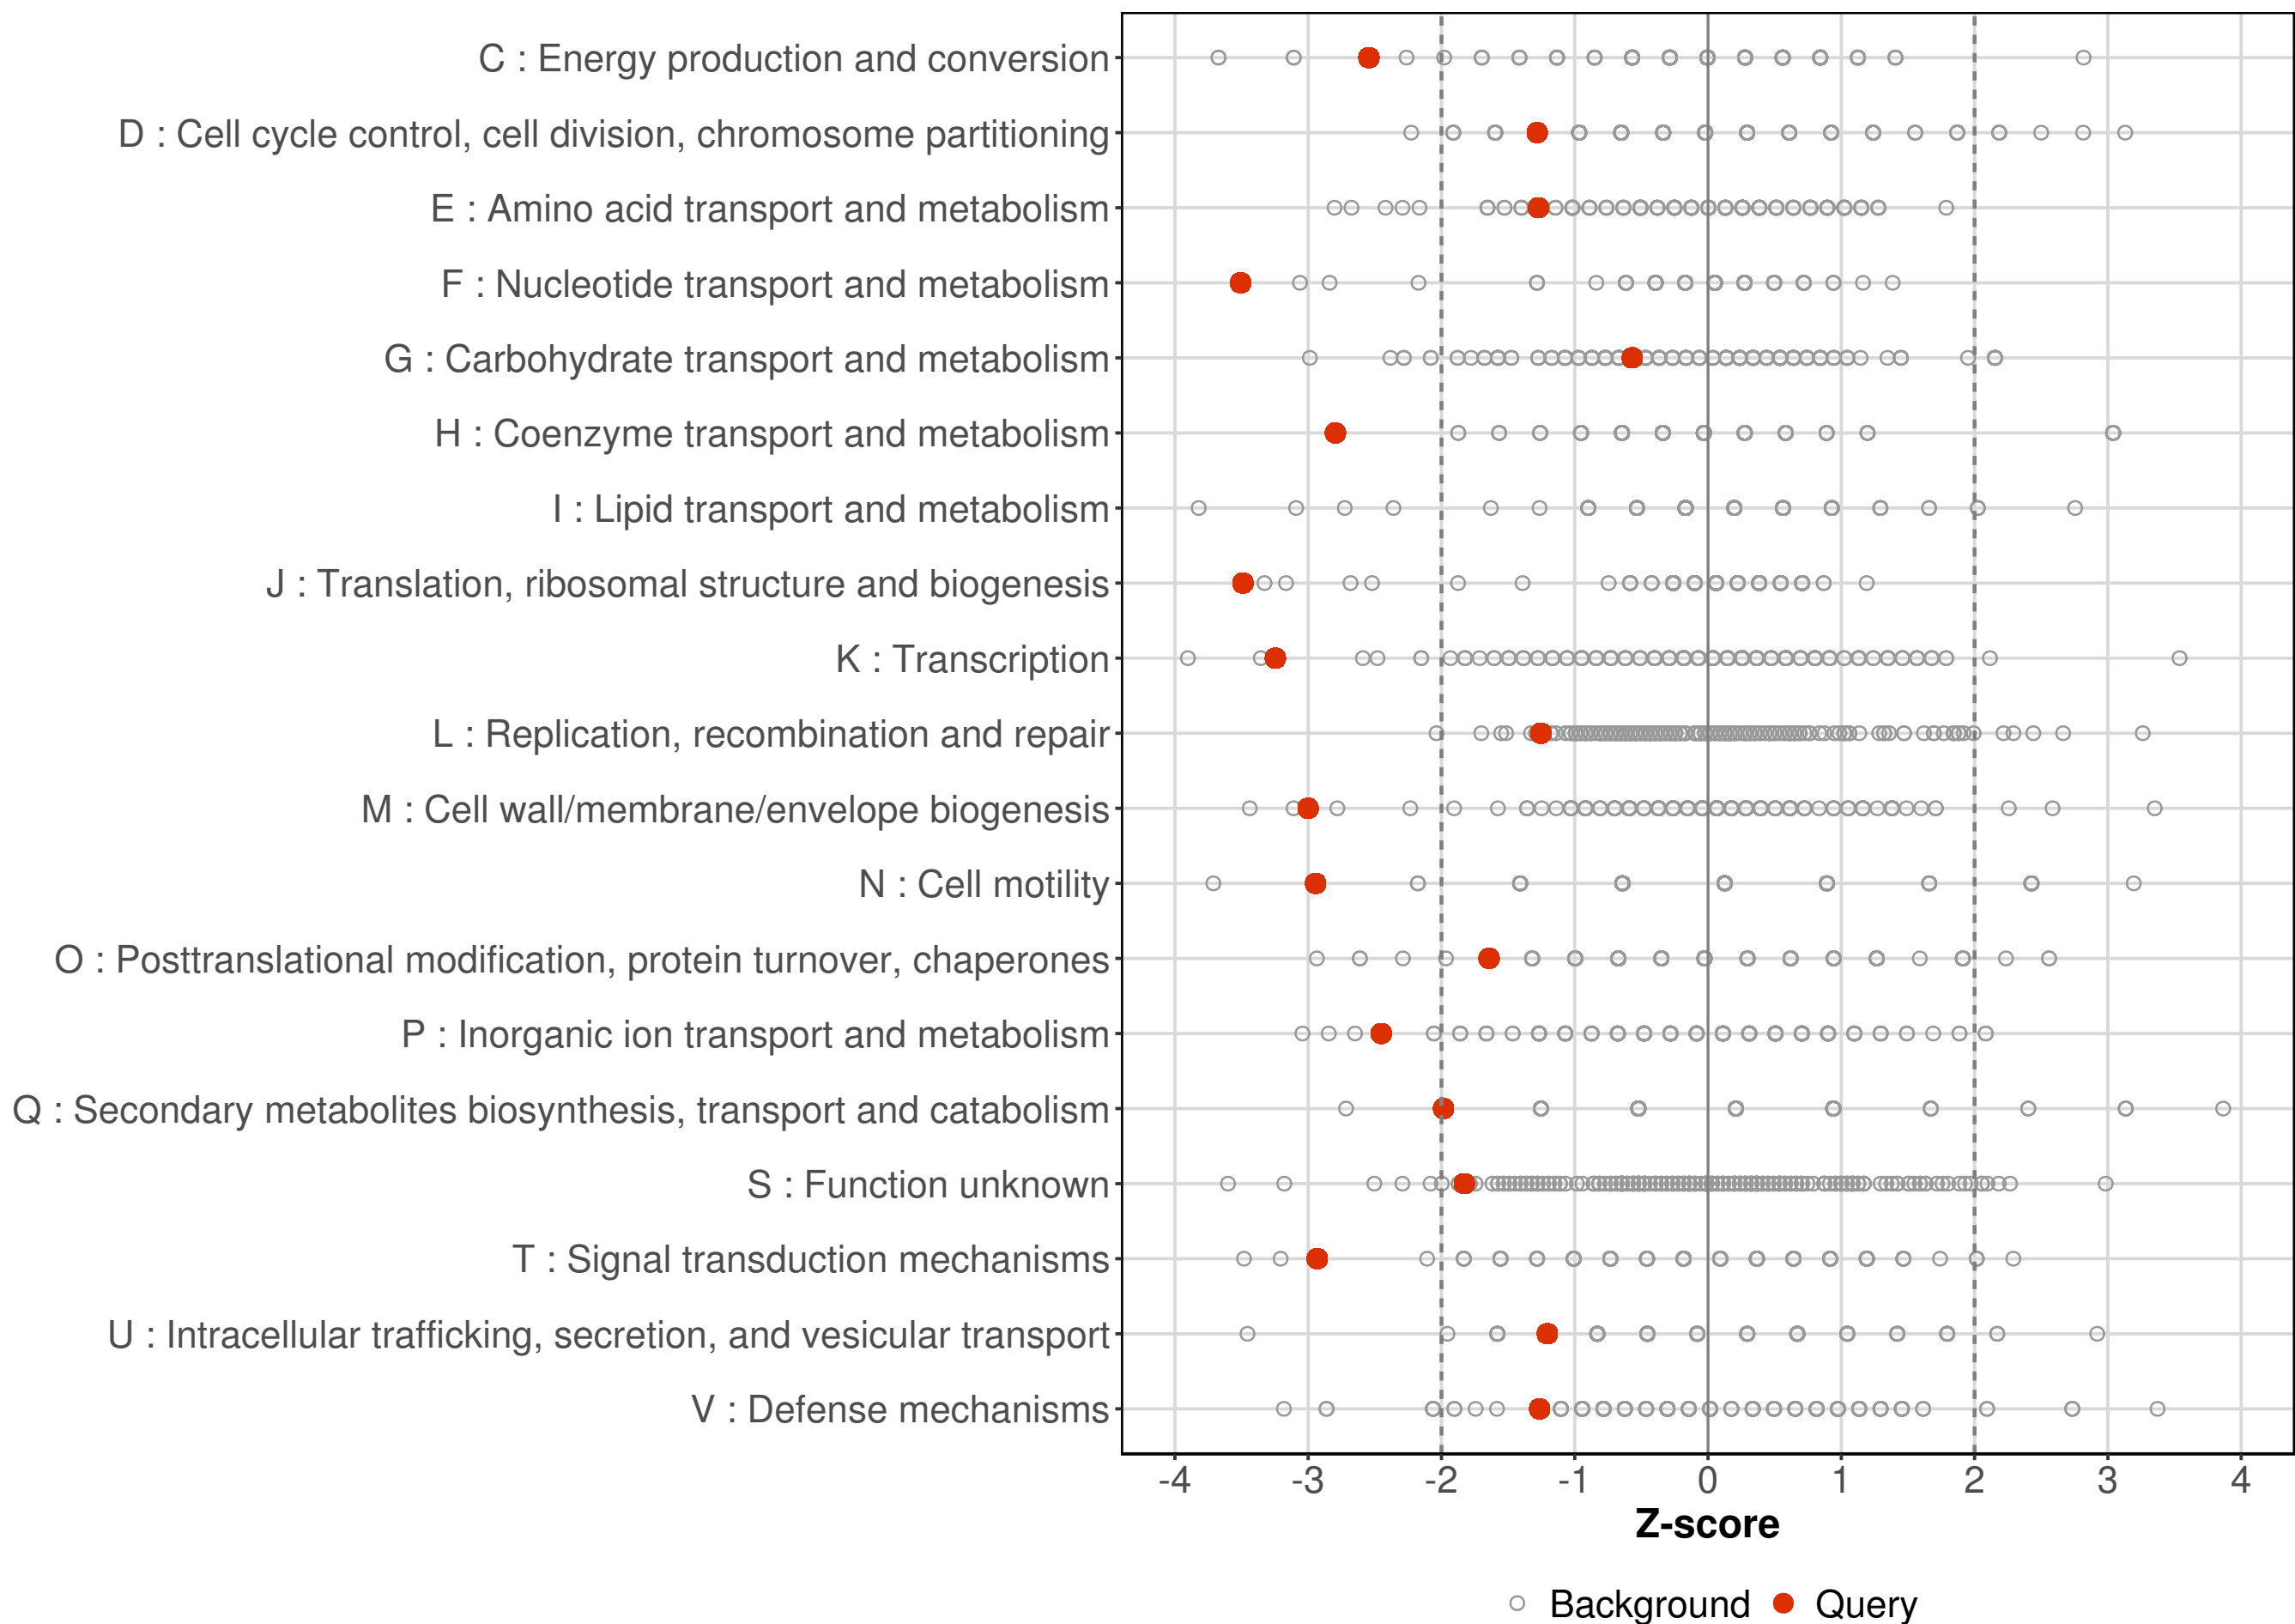 C : Energy production and conversion
D : Cell cycle control, cell division, chromosome partitioning
E : Amino acid transport and metabolism
F : Nucleotide transport and metabolism
G : Carbohydrate transport and metabolism
H : Coenzyme transport and metabolism
I : Lipid transport and metabolism
J : Translation, ribosomal structure and biogenesis
K : Transcription
L : Replication, recombination and repair
M : Cell wall/membrane/envelope biogenesis
N : Cell motility
O : Posttranslational modification, protein turnover, chaperones
P : Inorganic ion transport and metabolism
Q : Secondary metabolites biosynthesis, transport and catabolism
S : Function unknown
T : Signal transduction mechanisms
U : Intracellular trafficking, secretion, and vesicular transport
V : Defense mechanisms
-4 -3 -2 -1 0 1 2 3 4
Z-score
Background Query